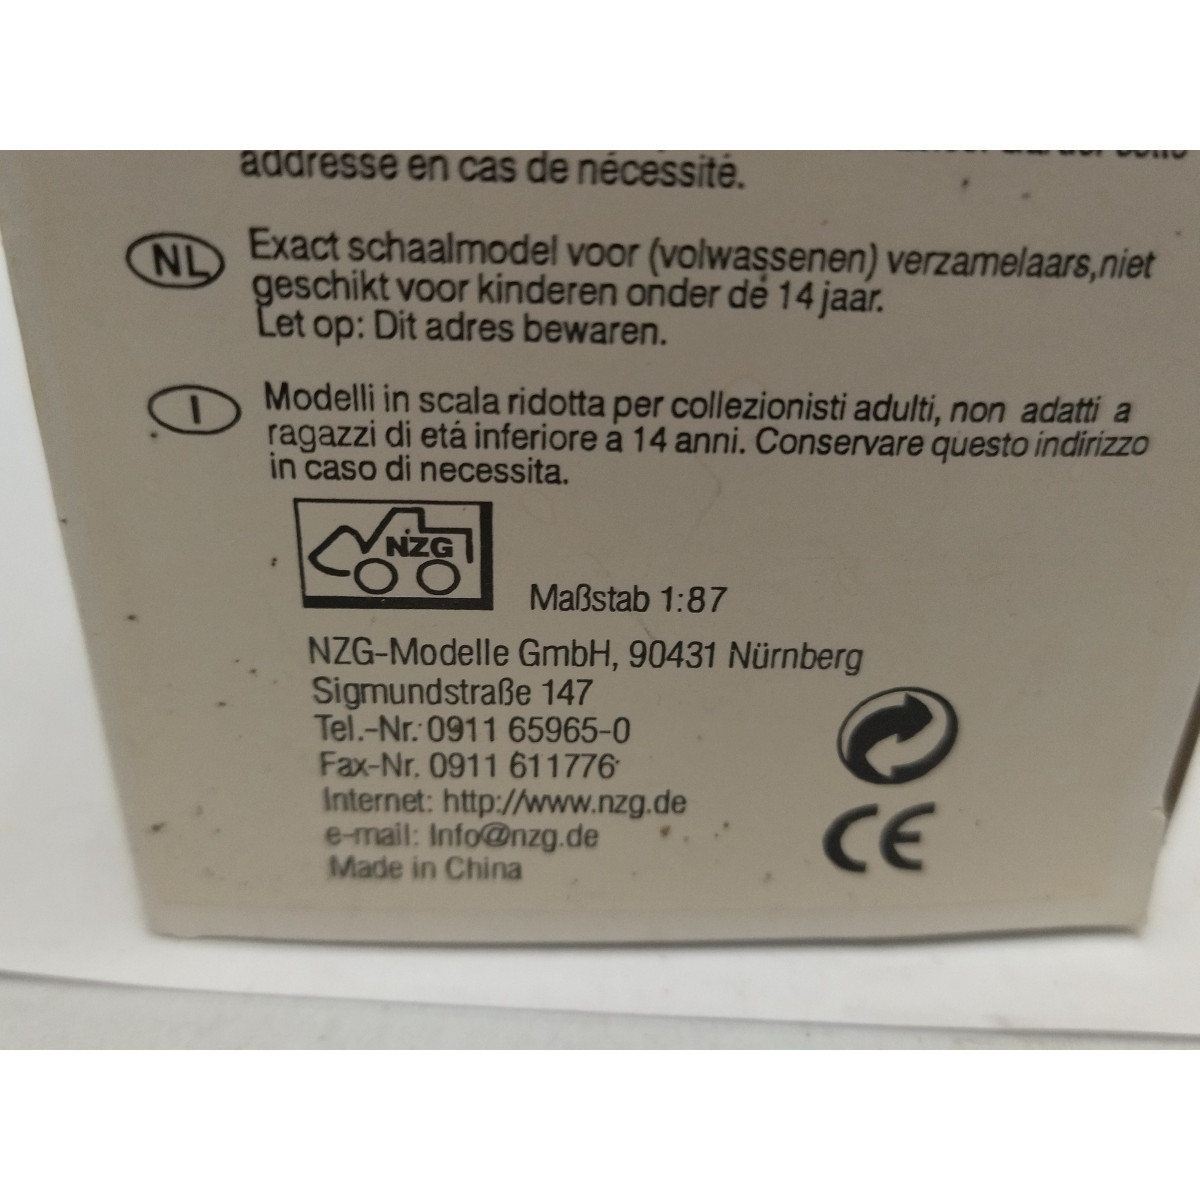 addresse en cas de nécessité.
NL
Exact schaalmodel voor (volwassenen) verzamelaars,niet
geschikt voor kinderen onder de 14 jaar.
Let op: Dit adres bewaren.
I
Modelli in scala ridotta per collezionisti adulti, non adatti a
ragazzi di etá inferiore a 14 anni. Conservare questo indirizzo
in caso di necessita.
NZG
Maßstab 1:87
NZG-Modelle GmbH, 90431 Nürnberg
Sigmundstraße 147
Tel.-Nr. 0911 65965-0
Fax-Nr. 0911 611776
Internet: http://www.nzg.de
e-mail: Info@nzg.de
Made in China
CE